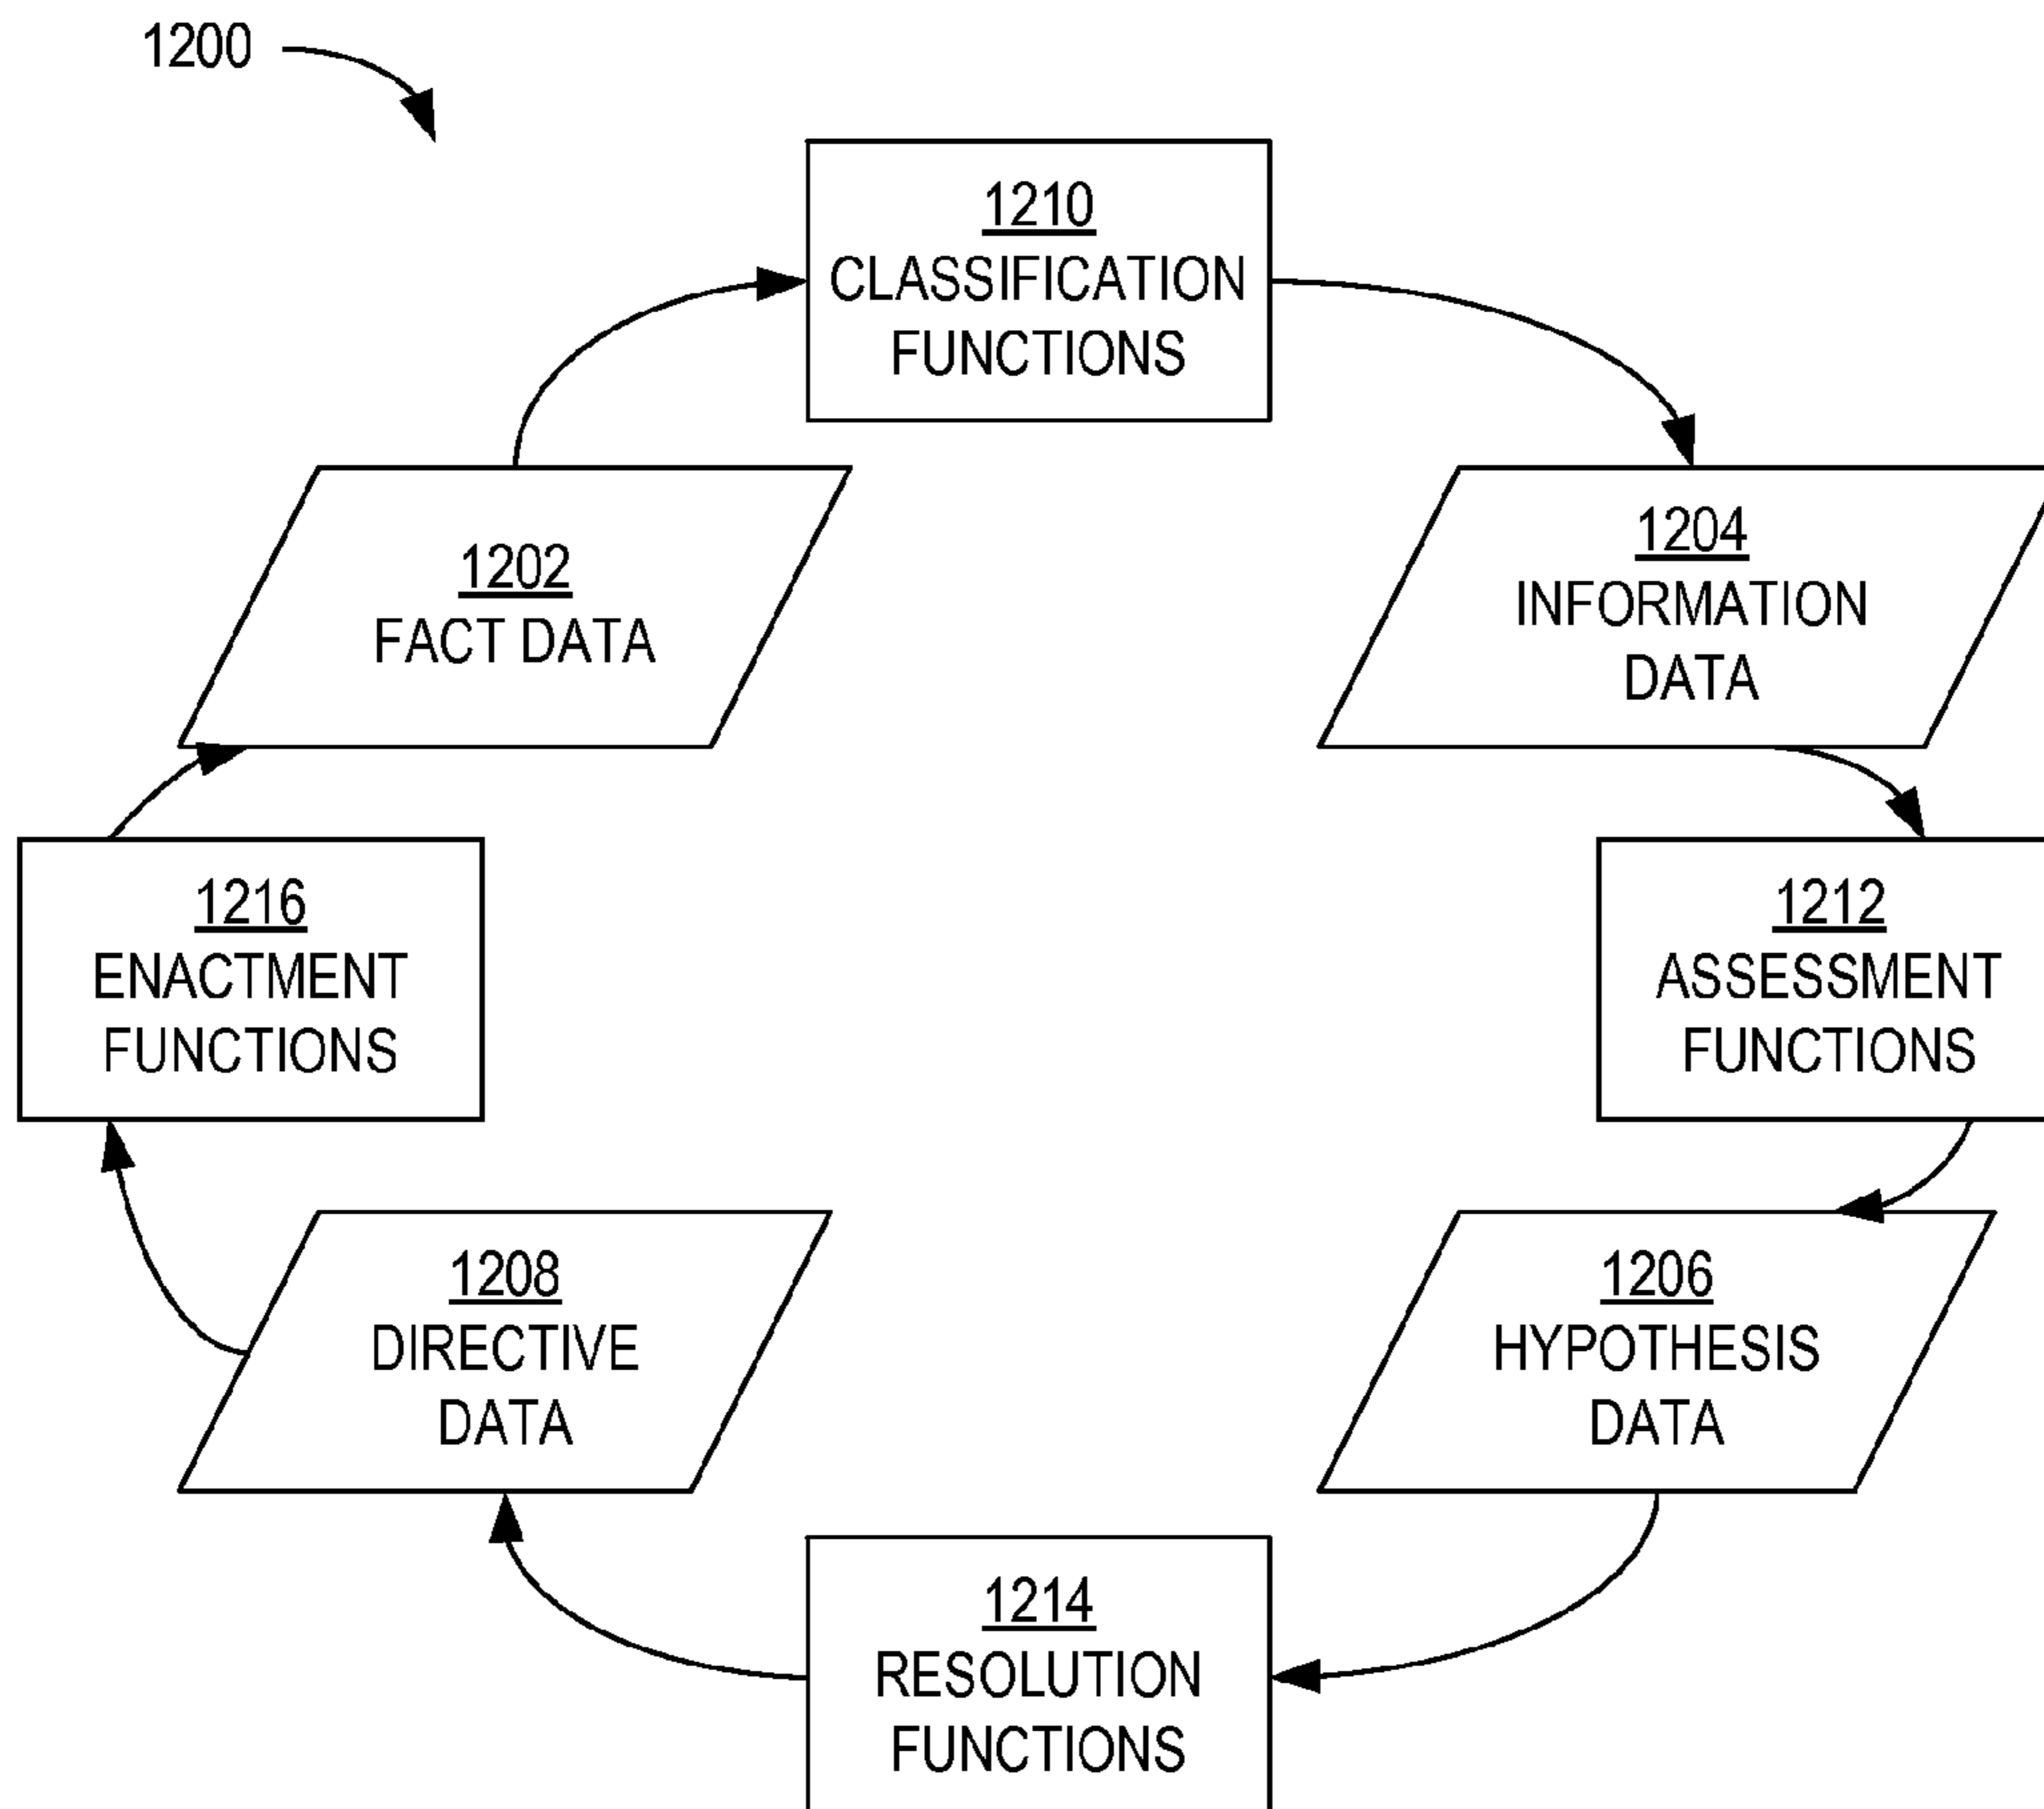 1200
1210
CLASSIFICATION
FUNCTIONS
1202
FACT DATA
1204
INFORMATION
DATA
1216
ENACTMENT
FUNCTIONS
1212
ASSESSMENT
FUNCTIONS
1208
DIRECTIVE
DATA
1206
HYPOTHESIS
DATA
1214
RESOLUTION
FUNCTIONS